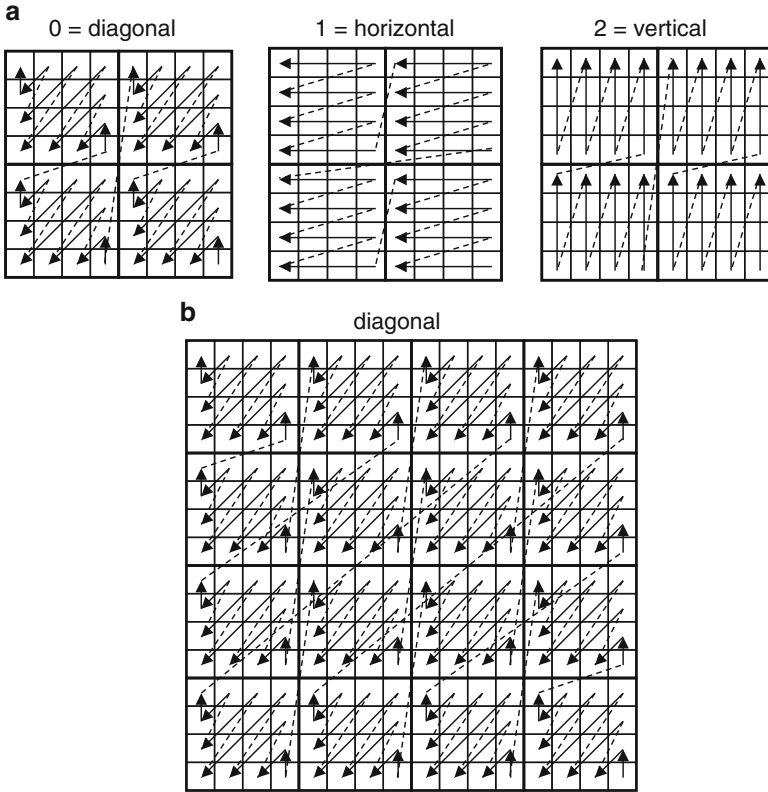 a
0 = diagonal 1 = horizontal 2 = vertical
b
diagonal